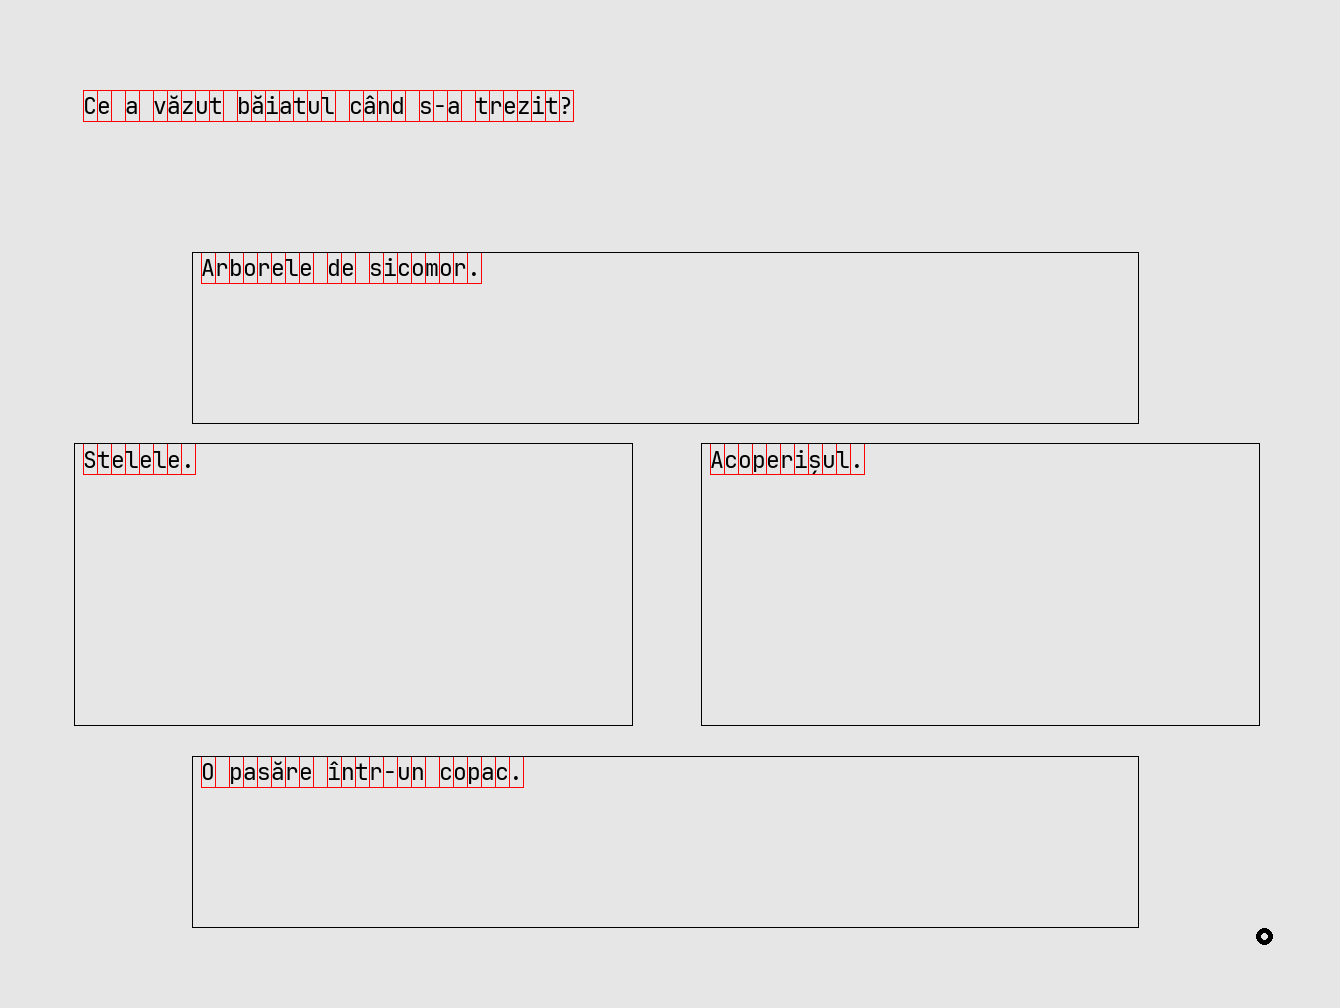 Ce a văzut băiatul când s-a trezit?
Arborele de sicomor.
Stelele.
Acoperișul.
O pasăre într-un copac.